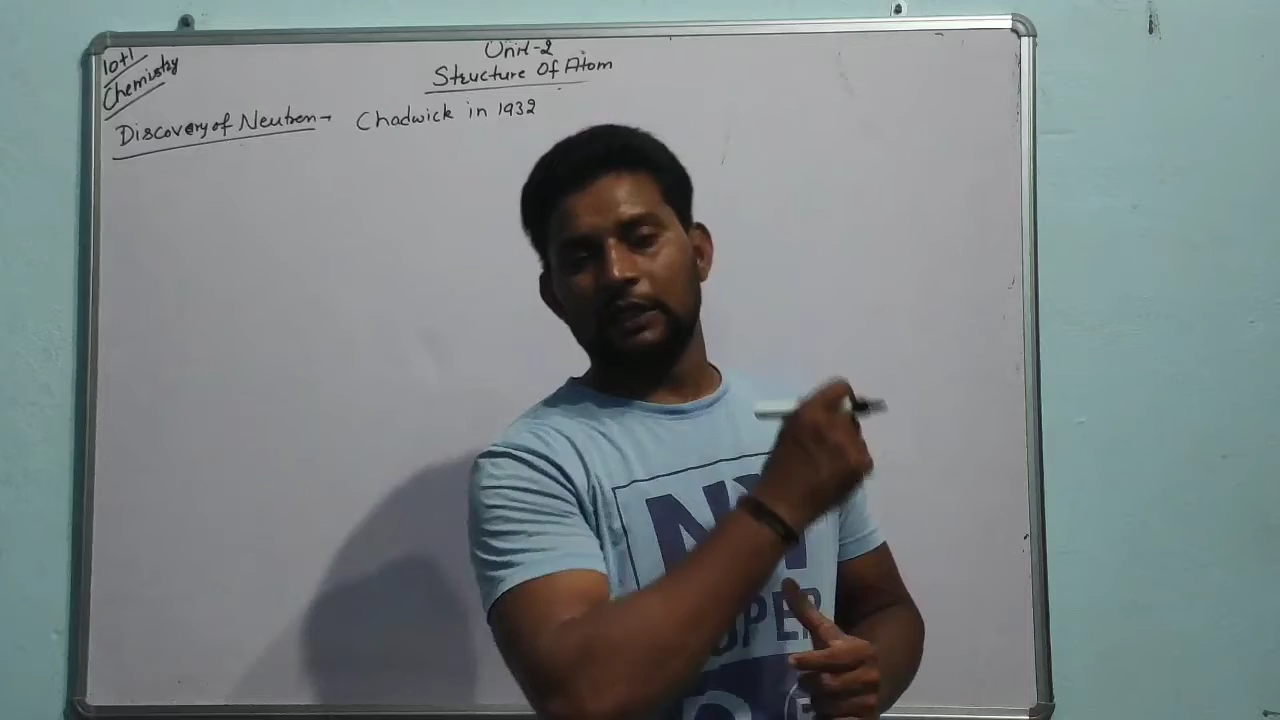 10+1
Chemistry
Unit-2
Structure Of Atom
Discovery of Neutron → Chadwick in 1932